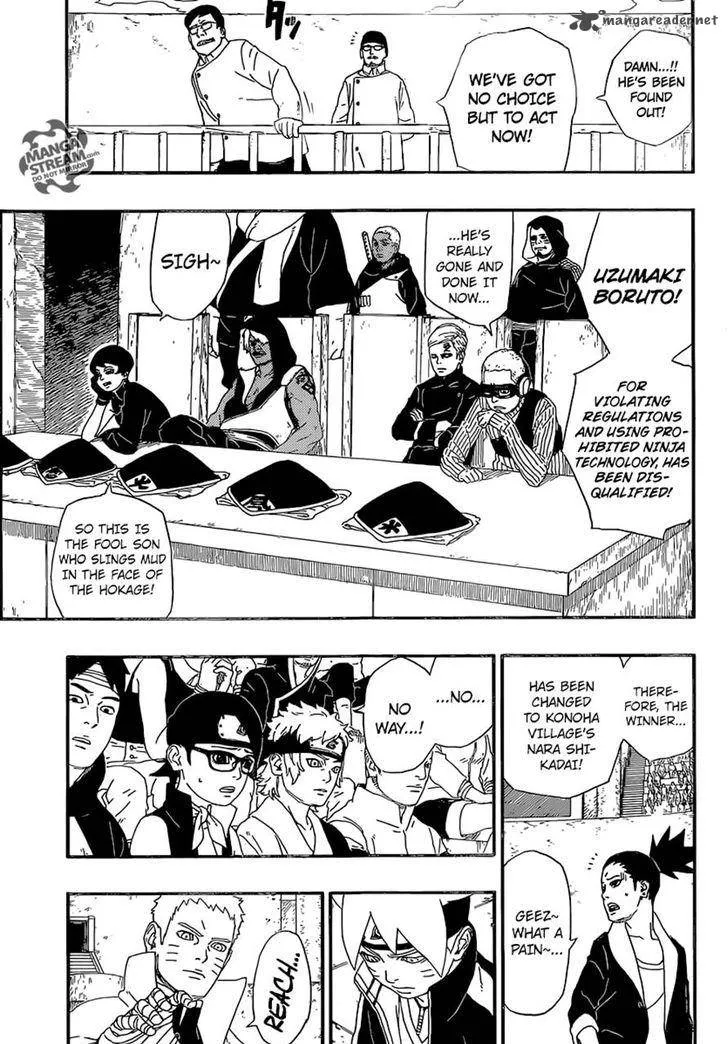 mangareader.net
DAMN...!!
HE'S BEEN
FOUND
OUT!
WE'VE GOT
NO CHOICE
BUT TO ACT
NOW!
MANGA
STREAM.com
DO NOT MIRROR
UZUMAKI
BORUTO!
FOR
VIOLATING
REGULATIONS
AND USING PRO-
HIBITED NINJA
TECHNOLOGY, HAS
BEEN DIS-
QUALIFIED!
...HE'S
REALLY
GONE AND
DONE IT
NOW...
SIGH~
SO THIS IS
THE FOOL SON
WHO SLINGS MUD
IN THE FACE OF
THE HOKAGE!
THERE-
FORE, THE
WINNER...
HAS BEEN
CHANGED
TO KONOHA
VILLAGE'S
NARA SHI-
KADAI!
GEEZ~
WHAT A
PAIN~...
...NO...
NO
WAY...!
REACH...